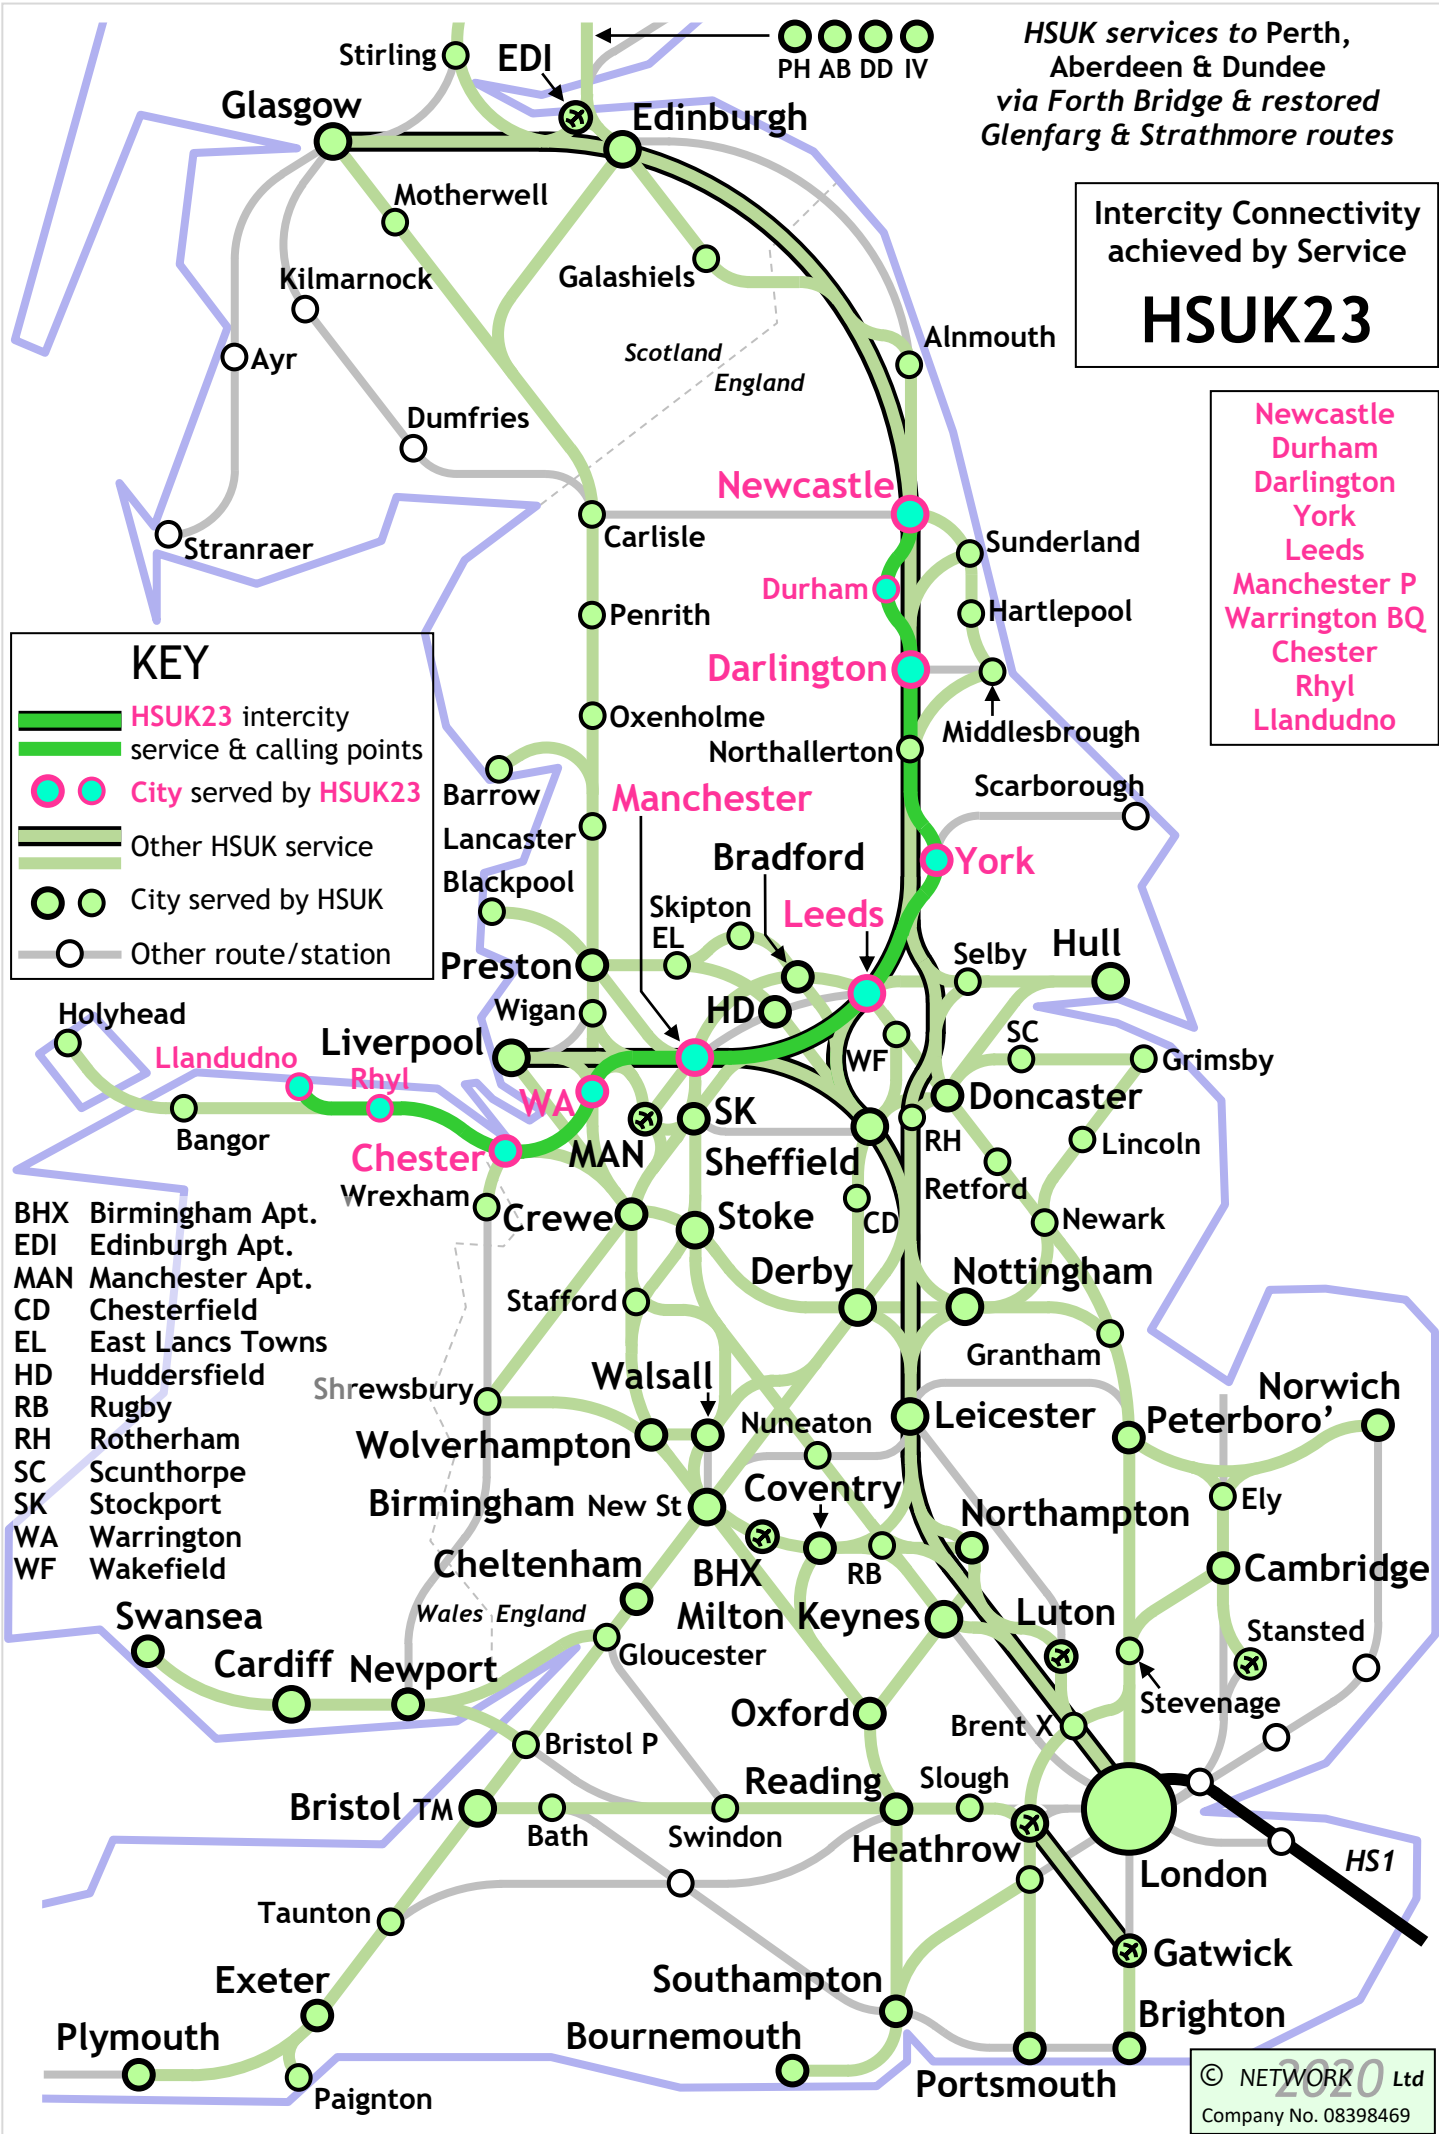 Stirling
EDI
PH AB DD IV
HSUK services to Perth,
Aberdeen & Dundee
via Forth Bridge & restored
Glenfarg & Strathmore routes
Glasgow
Edinburgh
Motherwell
Intercity Connectivity
achieved by Service
HSUK23
Kilmarnock
Galashiels
Alnmouth
Ayr
Scotland
England
Newcastle
Durham
Darlington
York
Leeds
Manchester P
Warrington BQ
Chester
Rhyl
Llandudno
Dumfries
Newcastle
Carlisle
Stranraer
Sunderland
Durham
Hartlepool
Penrith
Darlington
KEY
HSUK23 intercity
service & calling points
City served by HSUK23
Other HSUK service
City served by HSUK
Other route/station
Oxenholme
Middlesbrough
Northallerton
Barrow
Manchester
Scarborough
Lancaster
Bradford
York
Blackpool
Skipton
EL
Leeds
Selby
Hull
Preston
Wigan
HD
Holyhead
Liverpool
WF
SC
Grimsby
Llandudno
Rhyl
WA
Doncaster
Bangor
SK
MAN
RH
Lincoln
Chester
Sheffield
Retford
Wrexham
Crewe
Stoke
CD
Newark
BHX Birmingham Apt.
EDI Edinburgh Apt.
MAN Manchester Apt.
CD Chesterfield
EL East Lancs Towns
HD Huddersfield
RB Rugby
RH Rotherham
SC Scunthorpe
SK Stockport
WA Warrington
WF Wakefield
Derby
Nottingham
Stafford
Grantham
Walsall
Shrewsbury
Norwich
Nuneaton
Leicester
Peterboro’
Wolverhampton
Coventry
Birmingham New St
Ely
Northampton
Cheltenham
BHX
RB
Cambridge
Wales England
Milton Keynes
Luton
Swansea
Stansted
Gloucester
Cardiff
Newport
Stevenage
Oxford
Brent X
Bristol P
Reading
Slough
Bristol TM
Bath
Swindon
Heathrow
London
HS1
Taunton
Gatwick
Exeter
Southampton
Brighton
Plymouth
Bournemouth
Portsmouth
Paignton
© NETWORK 2020 Ltd
Company No. 08398469